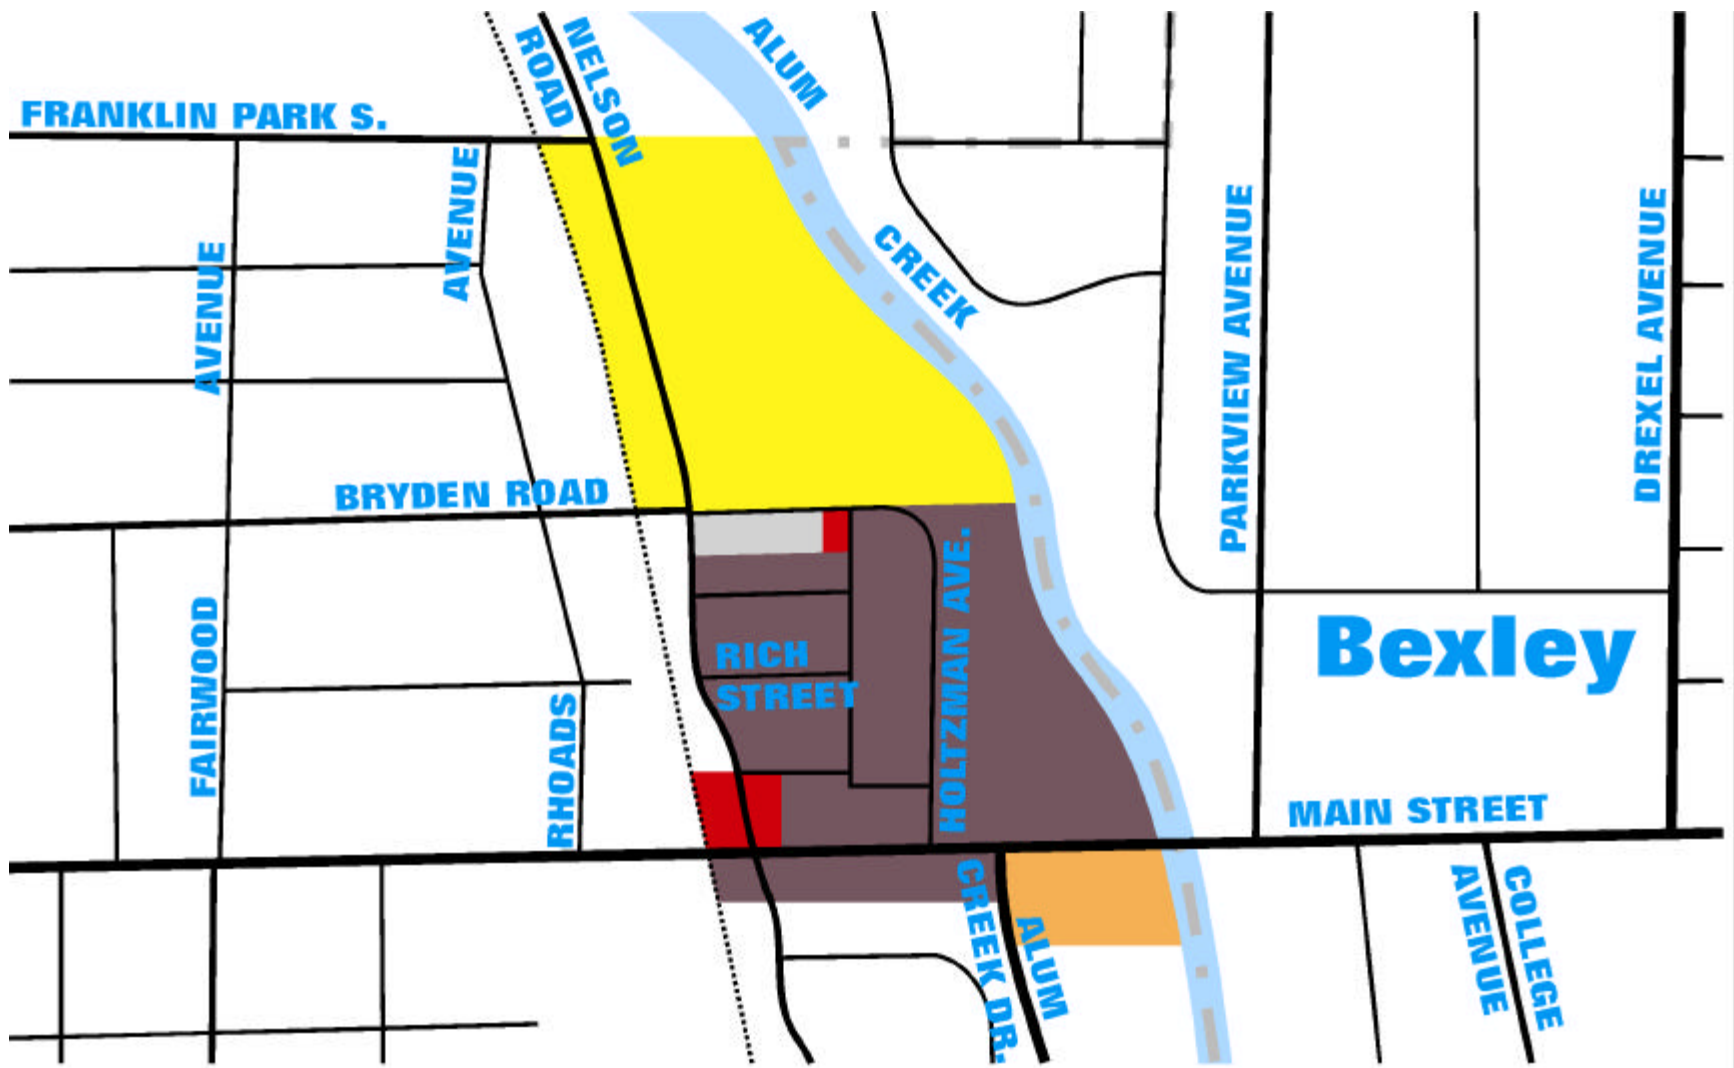 ALUM
NELSON
ROAD
FRANKLIN PARK S.
AVENUE
AVENUE
CREEK
PARKVIEW AVENUE
DREXEL AVENUE
BRYDEN ROAD
HOLTZMAN AVE.
FAIRWOOD
RICH
STREET
Bexley
RHOADS
MAIN STREET
CREEK DR.
ALUM
COLLEGE
AVENUE